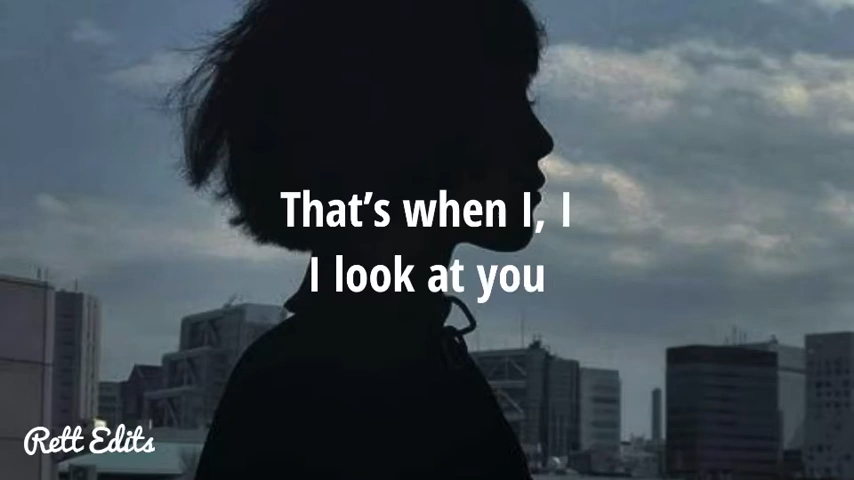 That’s when I, I
I look at you
Rett Edits